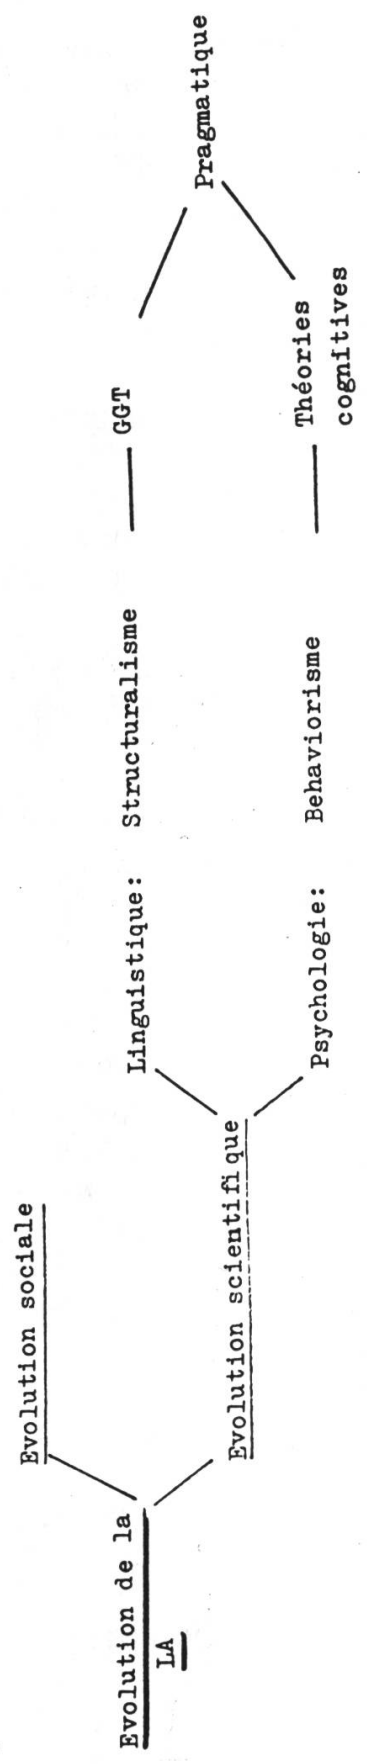 Evolution de la
LA
Evolution sociale
Evolution scientifique
Linguistique:
Structuralisme
GGT
Psychologie:
Behaviorisme
Théories
cognitives
Pragmatique